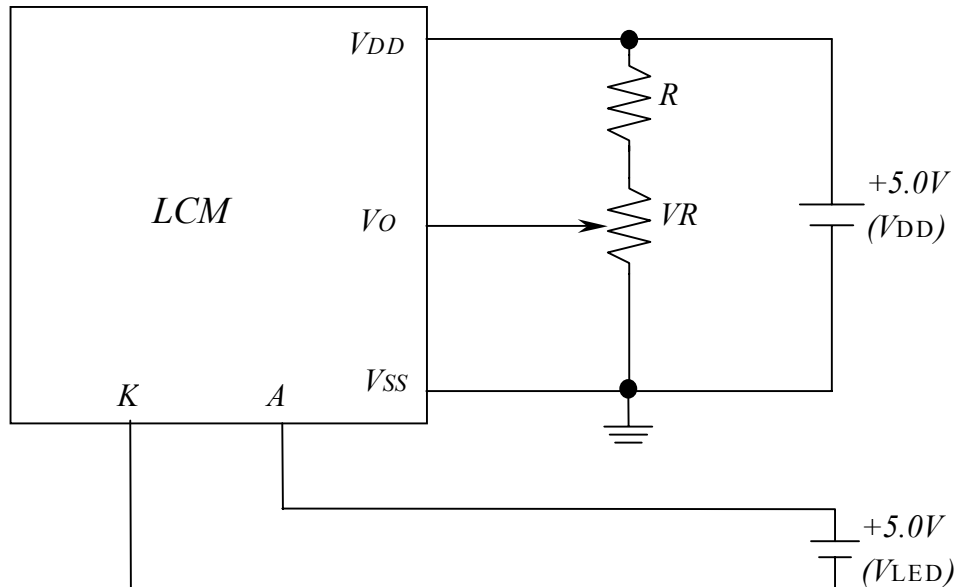 VDD
R
+5.0V
(VDD)
LCM
VO
VR
VSS
K
A
+5.0V
(VLED)